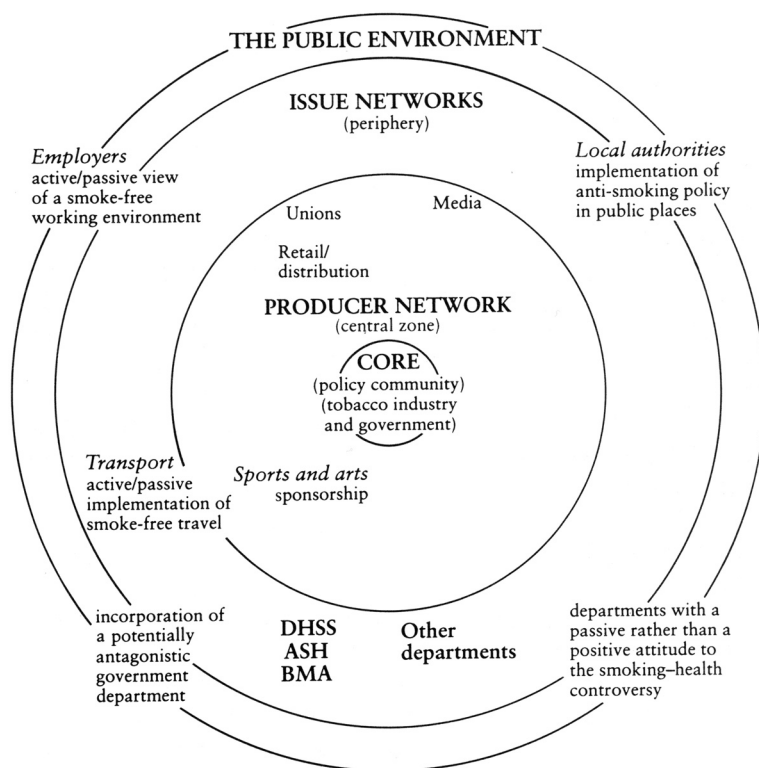 THE PUBLIC ENVIRONMENT
ISSUE NETWORKS
(periphery)
Employers
active/passive view
of a smoke-free
working environment
Local authorities
implementation of
anti-smoking policy
in public places
Unions
Media
Retail/
distribution
PRODUCER NETWORK
(central zone)
CORE
(policy community)
(tobacco industry
and government)
Transport
active/passive
implementation of
smoke-free travel
Sports and arts
sponsorship
incorporation of
a potentially
antagonistic
government
department
DHSS
ASH
BMA
Other
departments
departments with a
passive rather than a
positive attitude to
the smoking–health
controversy